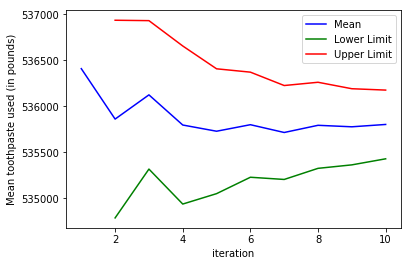 Mean
Lower Limit
Upper Limit
537000
536500
536000
535500
535000
Mean toothpaste used (in pounds)
2
4
6
8
10
iteration